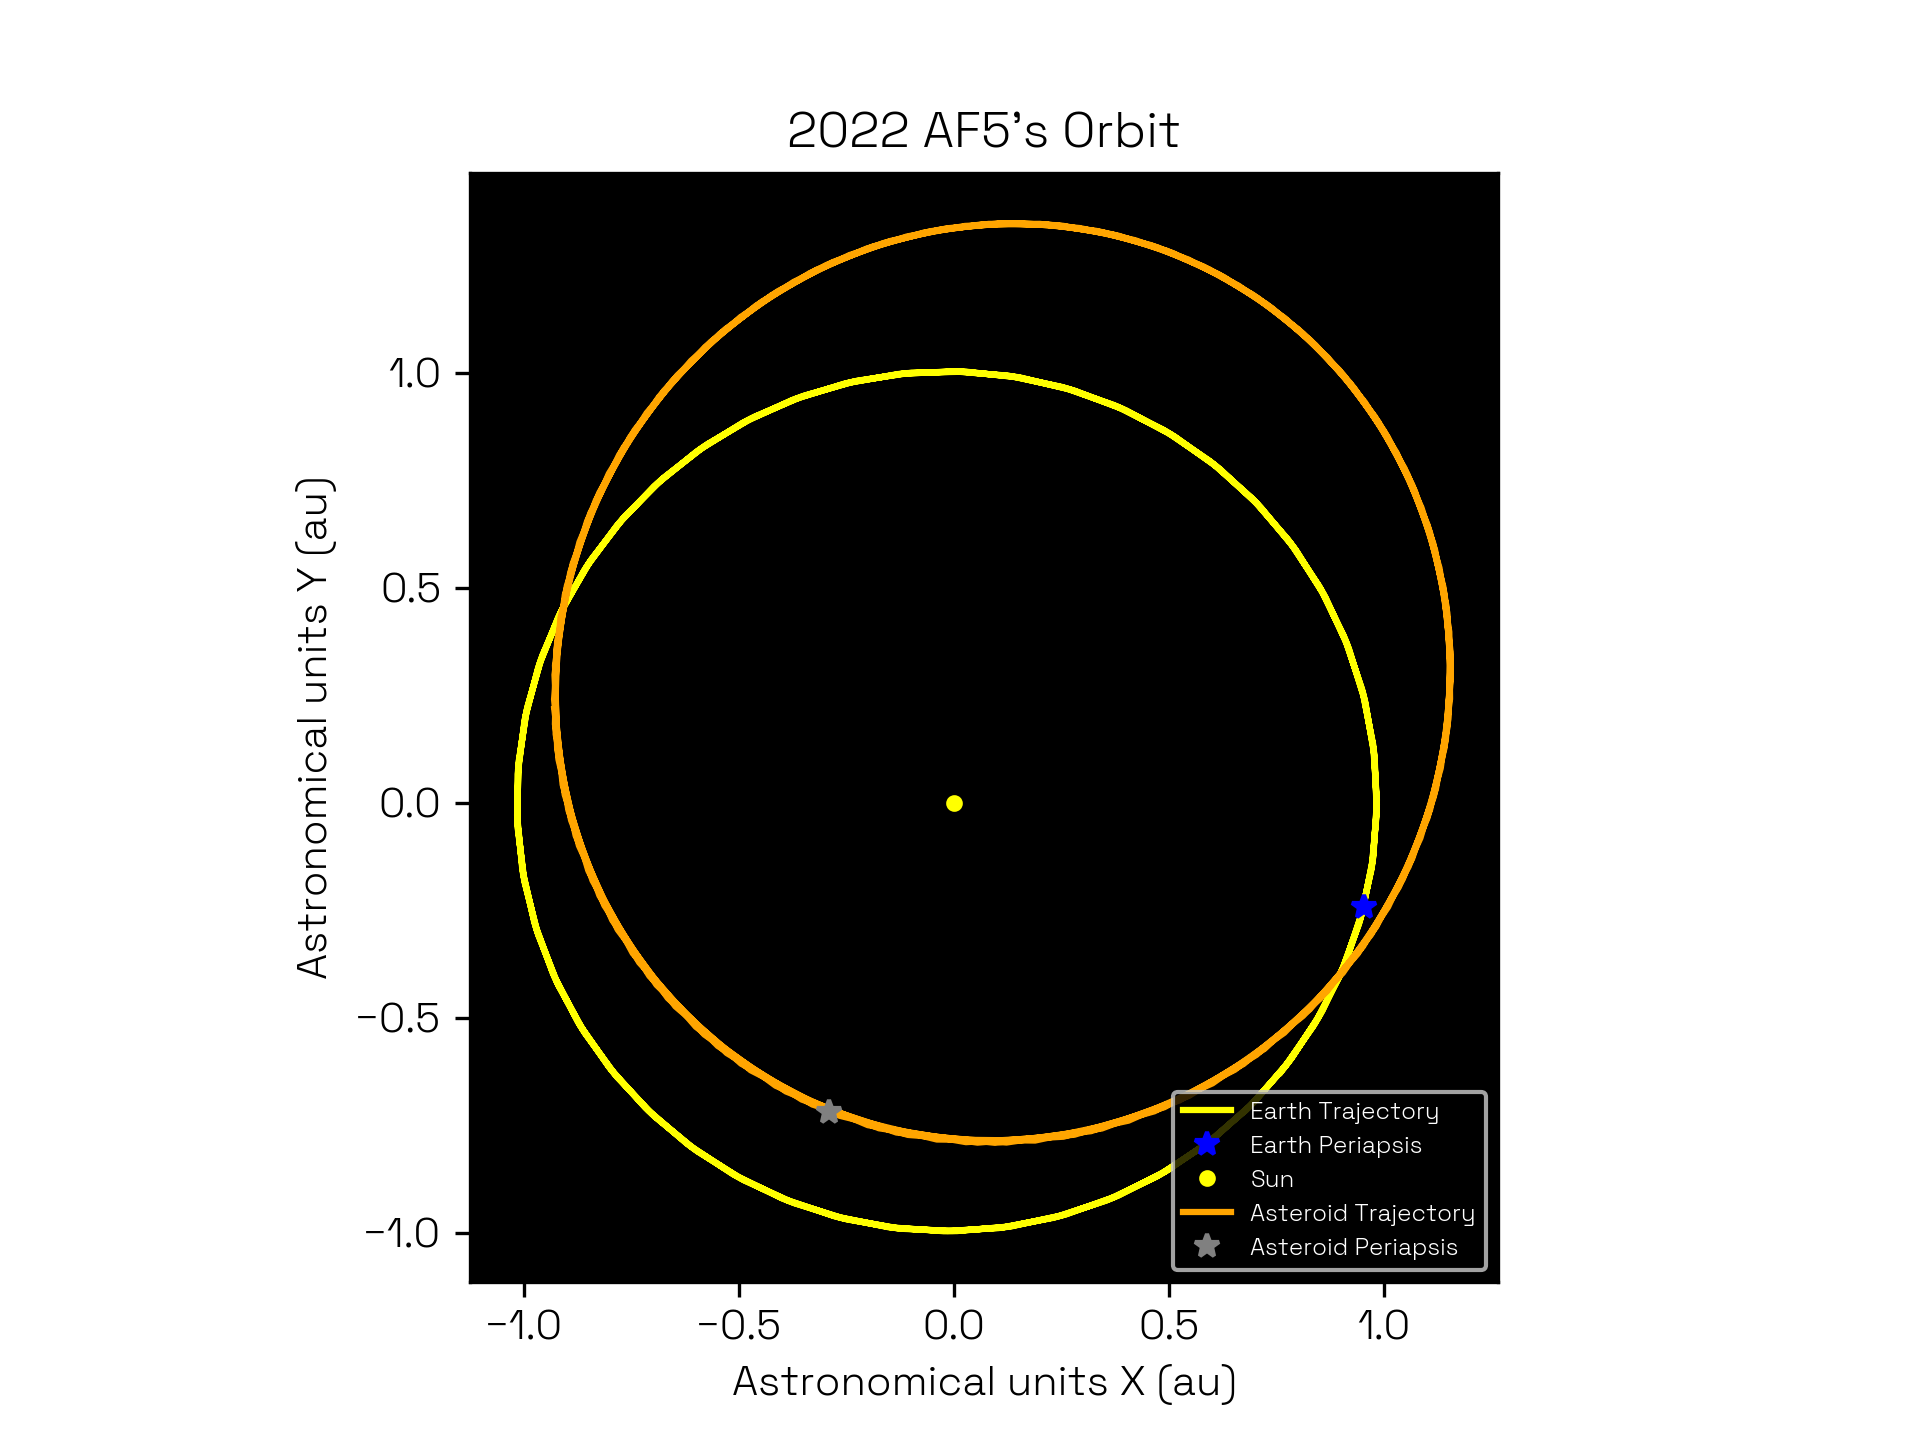 2022 AF5's Orbit
Astronomical units Y (au)
1.0
0.5
0.0
−0.5
−1.0
Earth Trajectory
Earth Periapsis
Sun
Asteroid Trajectory
Asteroid Periapsis
−1.0
−0.5
0.0
0.5
1.0
Astronomical units X (au)